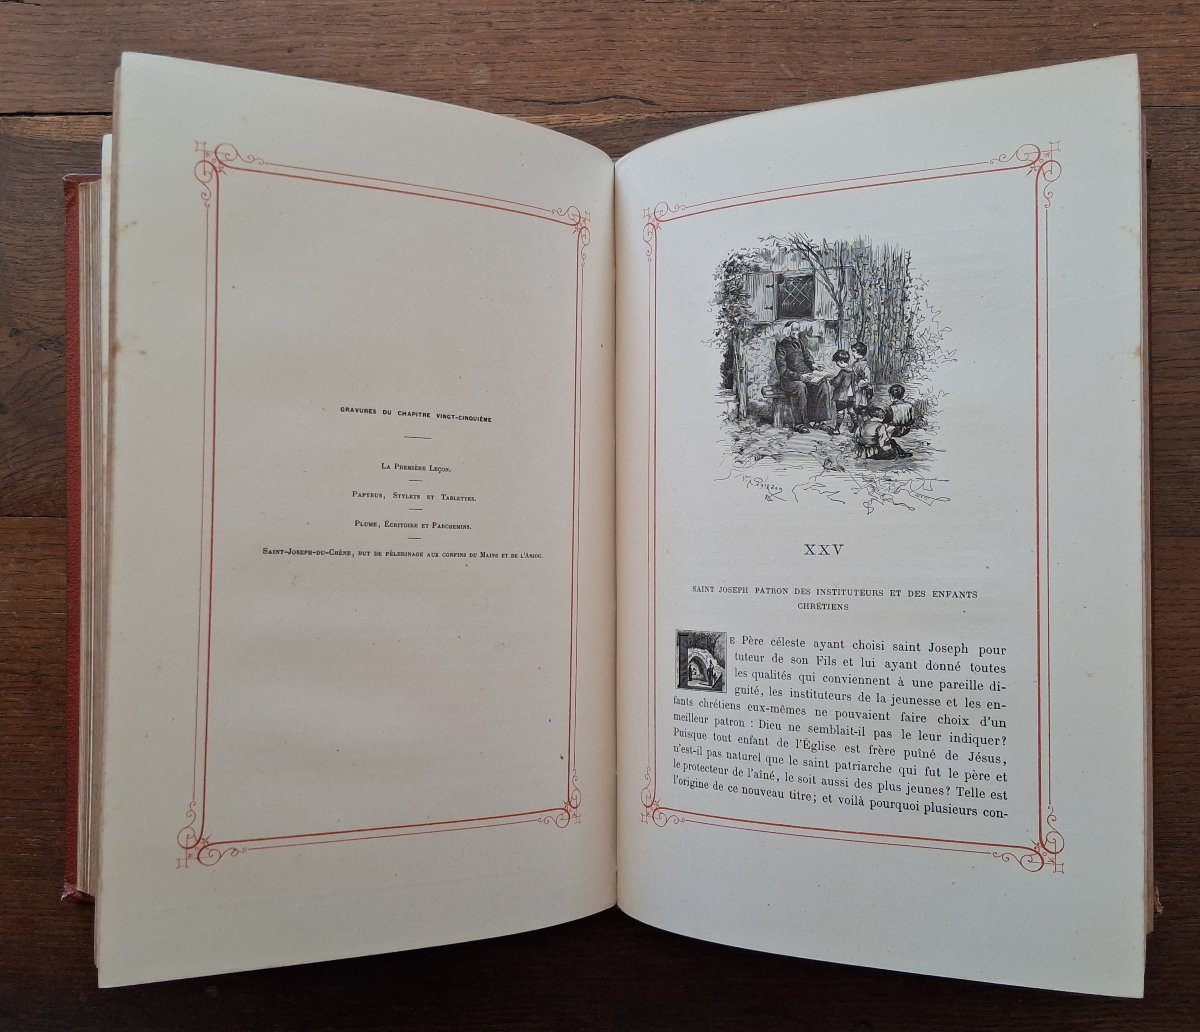 GRAVURES DU CHAPITRE VINGT-CINQUIÈME
LA PREMIÈRE LEÇON.
PAPYRUS, STYLETS ET TABLETTES.
PLUME, ÉCRITOIRE ET PARCHEMINS.
SAINT-JOSEPH-DU-CHÊNE, BUT DE PÈLERINAGE AUX CONFINS DU MAINE ET DE L'ANJOU.
XXV
SAINT JOSEPH PATRON DES INSTITUTEURS ET DES ENFANTS
CHRÉTIENS
LE Père céleste ayant choisi saint Joseph pour
tuteur de son Fils et lui ayant donné toutes
les qualités qui conviennent à une pareille di-
gnité, les instituteurs de la jeunesse et les en-
fants chrétiens eux-mêmes ne pouvaient faire choix d'un
meilleur patron : Dieu ne semblait-il pas le leur indiquer?
Puisque tout enfant de l'Église est frère puîné de Jésus,
n'est-il pas naturel que le saint patriarche qui fut le père et
le protecteur de l'aîné, le soit aussi des plus jeunes? Telle est
l'origine de ce nouveau titre; et voilà pourquoi plusieurs con-